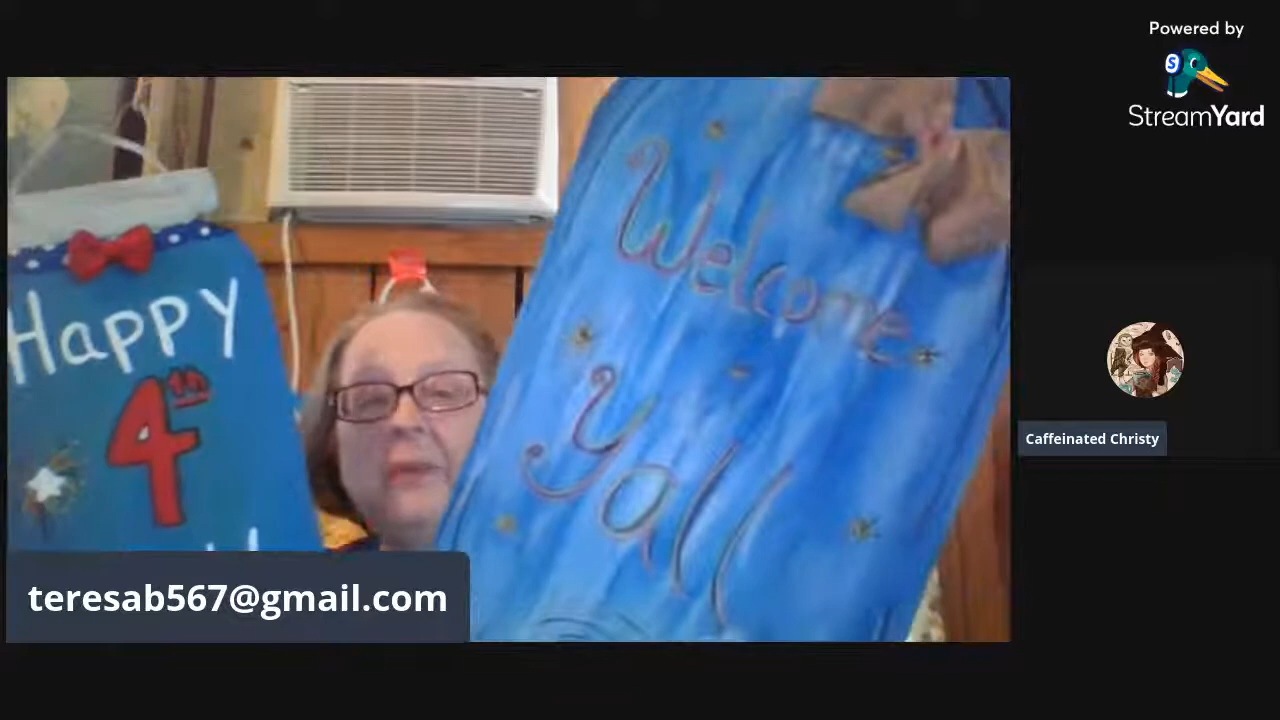 Powered by
StreamYard
Happy
4th
Welcome
Yall
Caffeinated Christy
teresab567@gmail.com